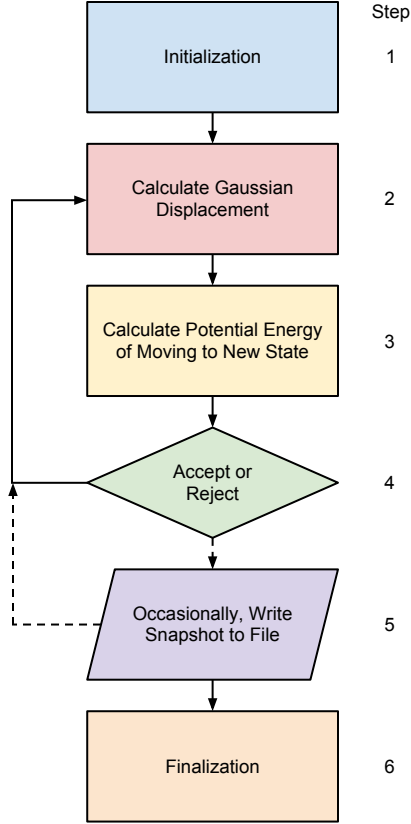 Step
Initialization
1
Calculate Gaussian
Displacement
2
Calculate Potential Energy
of Moving to New State
3
Accept or
Reject
4
Occasionally, Write
Snapshot to File
5
Finalization
6